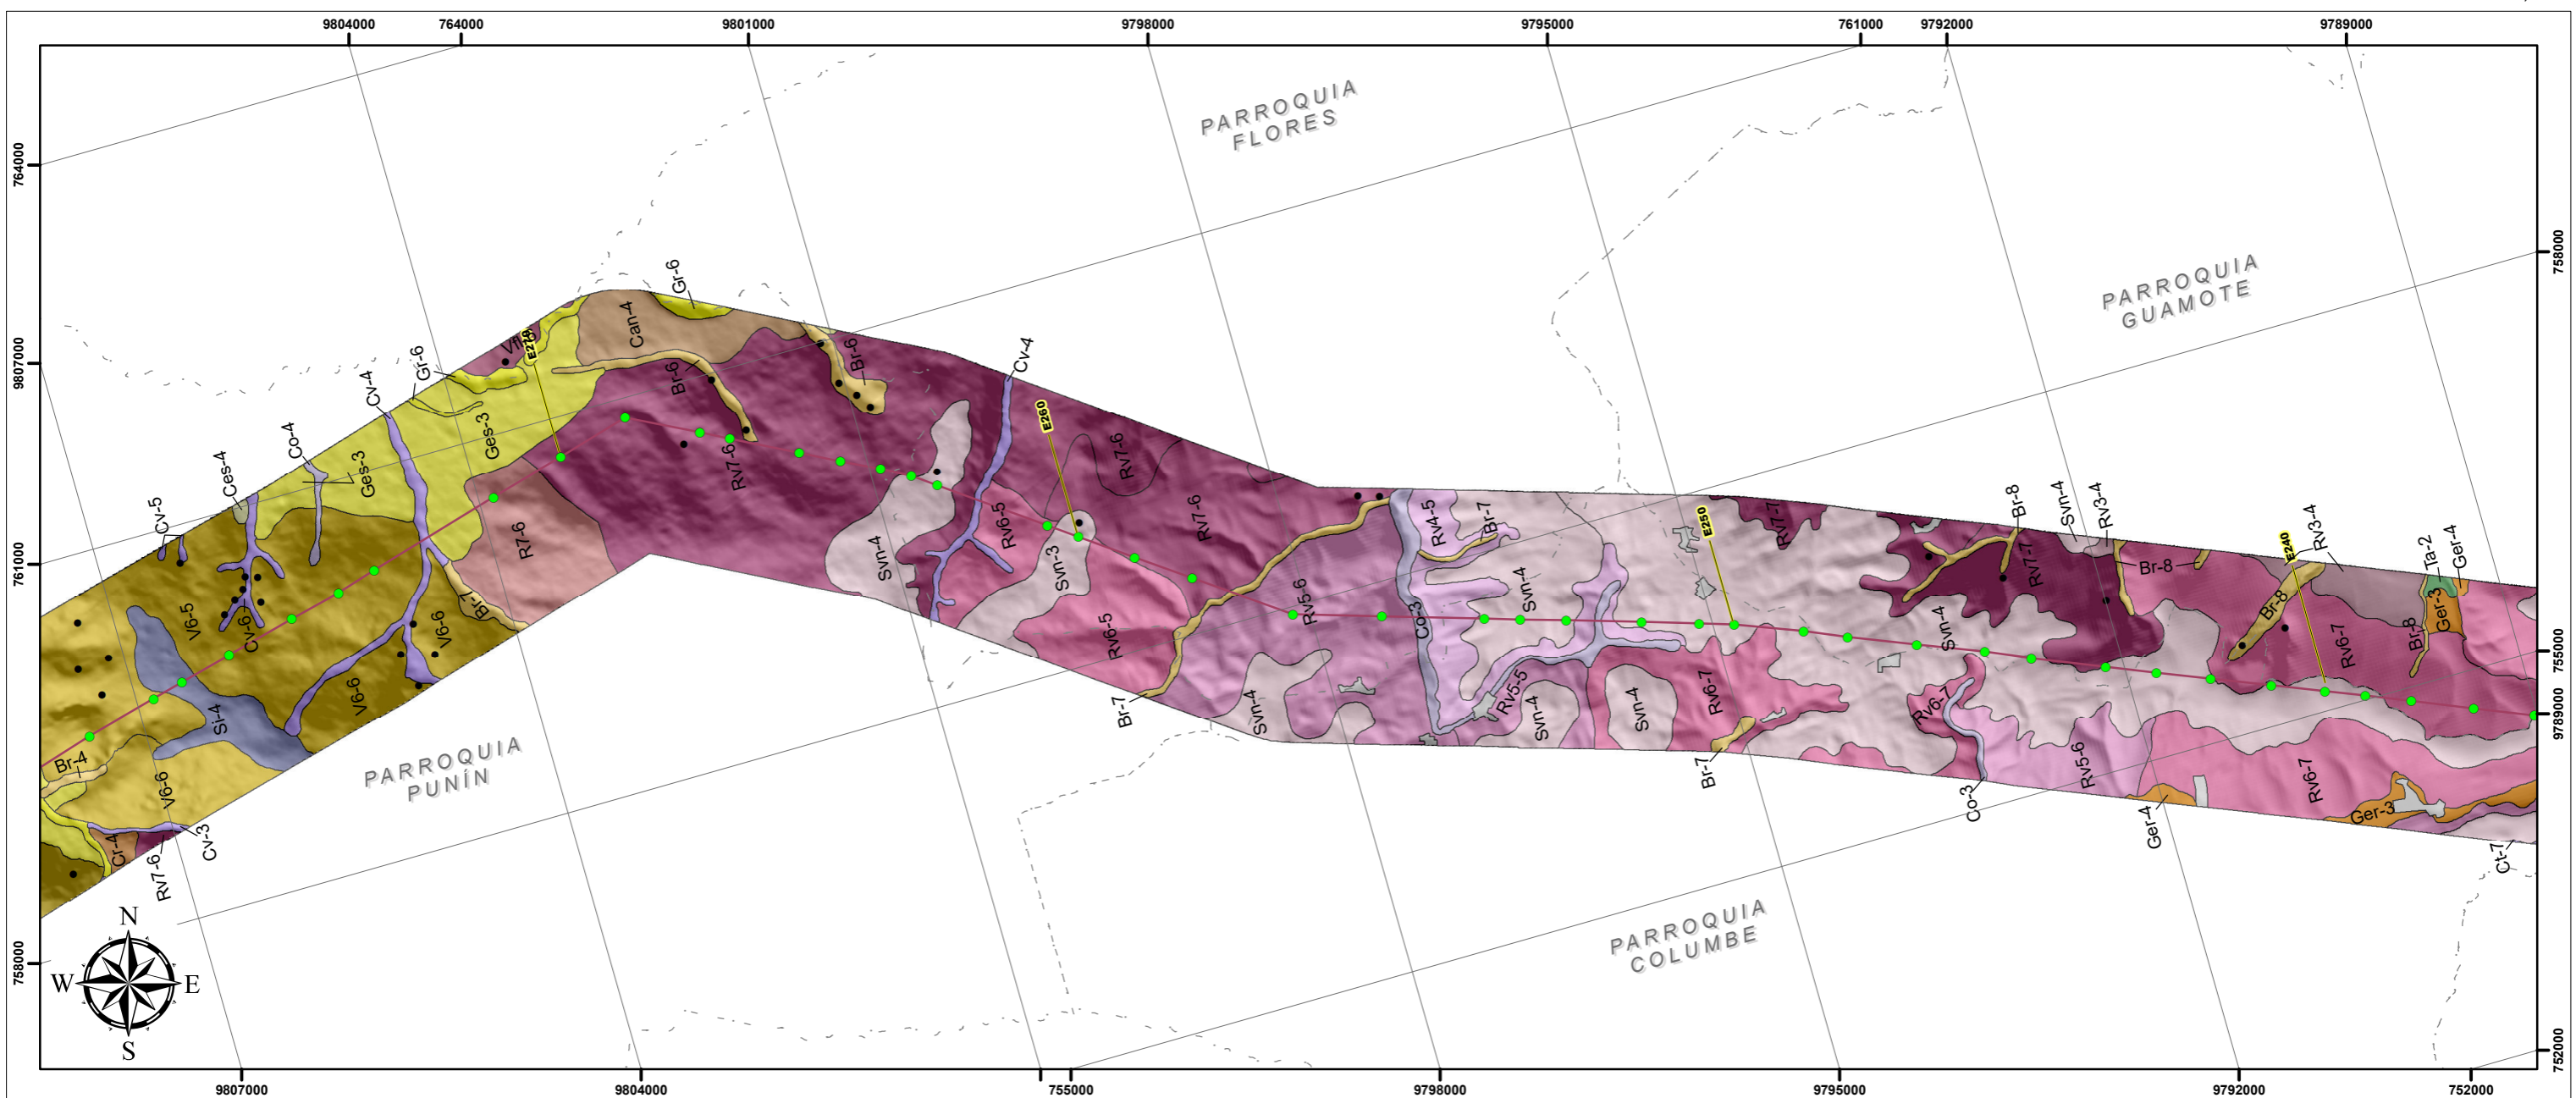 9804000
764000
9801000
9798000
9795000
761000
9792000
9789000
764000
9807000
761000
758000
758000
755000
9789000
752000
9807000
9804000
755000
9798000
9795000
9792000
752000
PARROQUIA
FLORES
PARROQUIA
GUAMOTE
PARROQUIA
PUNÍN
PARROQUIA
COLUMBE
Gr-6
Can-4
E270
Br-6
Br-6
Cv-4
Gr-6
Cv-4
Co-4
Ces-4
Cv-5
Ges-3
Ges-3
Rv7-6
R7-6
Br-7
V6-5
Cv-6
V6-6
V6-6
Si-4
Br-4
V6-6
Cr-4
Rv7-6
Cv-3
E260
Rv7-6
Rv7-6
Rv6-5
Svn-4
Svn-3
Rv6-5
Br-7
Rv5-6
Co-3
Rv4-5
Br-7
Svn-4
Svn-4
Rv5-5
Svn-4
Svn-4
Rv6-7
Br-7
E250
Rv7-7
Br-8
Svn-4
Rv3-4
Rv7-7
Svn-4
Br-8
Rv6-7
Co-3
Rv5-6
Ger-4
E240
Rv3-4
Br-8
Rv6-7
Br-8
Ta-2
Ger-4
Ger-3
Rv6-7
Ger-3
Ct-7
N
W
E
S